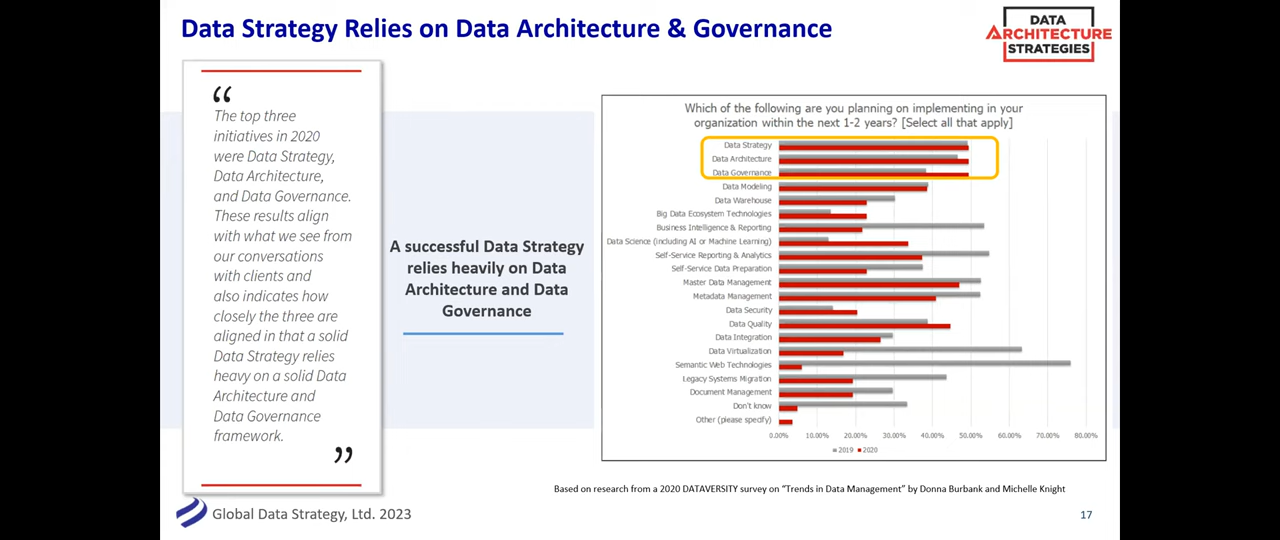 Data Strategy Relies on Data Architecture & Governance
DATA
ARCHITECTURE
STRATEGIES
“
The top three
initiatives in 2020
were Data Strategy,
Data Architecture,
and Data Governance.
These results align
with what we see from
our conversations
with clients and
also indicates how
closely the three are
aligned in that a solid
Data Strategy relies
heavy on a solid Data
Architecture and
Data Governance
framework.
”
A successful Data Strategy
relies heavily on Data
Architecture and Data
Governance
Which of the following are you planning on implementing in your
organization within the next 1-2 years? [Select all that apply]
Data Strategy
Data Architecture
Data Governance
Data Modeling
Data Warehouse
Big Data Ecosystem Technologies
Business Intelligence & Reporting
Data Science (including AI or Machine Learning)
Self-Service Reporting & Analytics
Self-Service Data Preparation
Master Data Management
Metadata Management
Data Security
Data Quality
Data Integration
Data Virtualization
Semantic Web Technologies
Legacy Systems Migration
Document Management
Don't know
Other (please specify)
0.00% 10.00% 20.00% 30.00% 40.00% 50.00% 60.00% 70.00% 80.00%
2019 2020
Based on research from a 2020 DATAVERSITY survey on “Trends in Data Management” by Donna Burbank and Michelle Knight
Global Data Strategy, Ltd. 2023
17